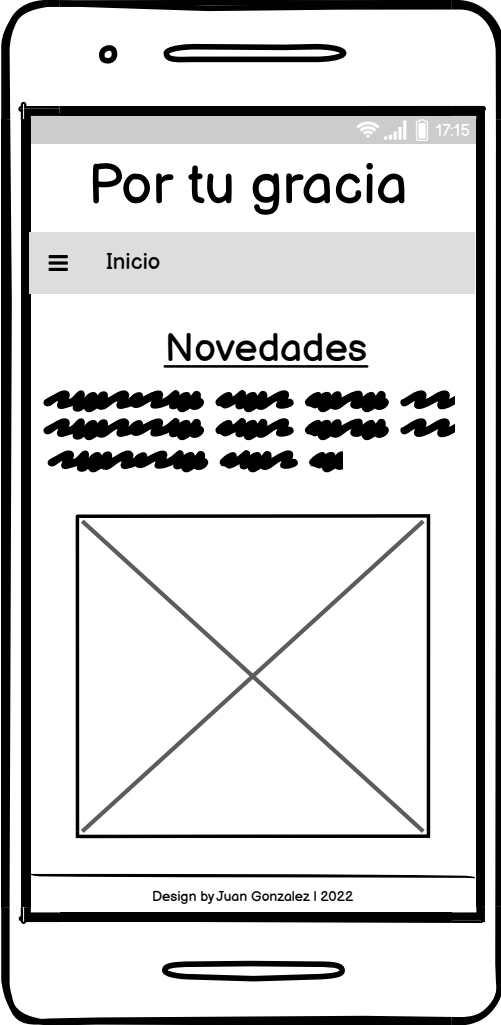 17:15
Por tu gracia
Inicio
Novedades
Design by Juan Gonzalez | 2022